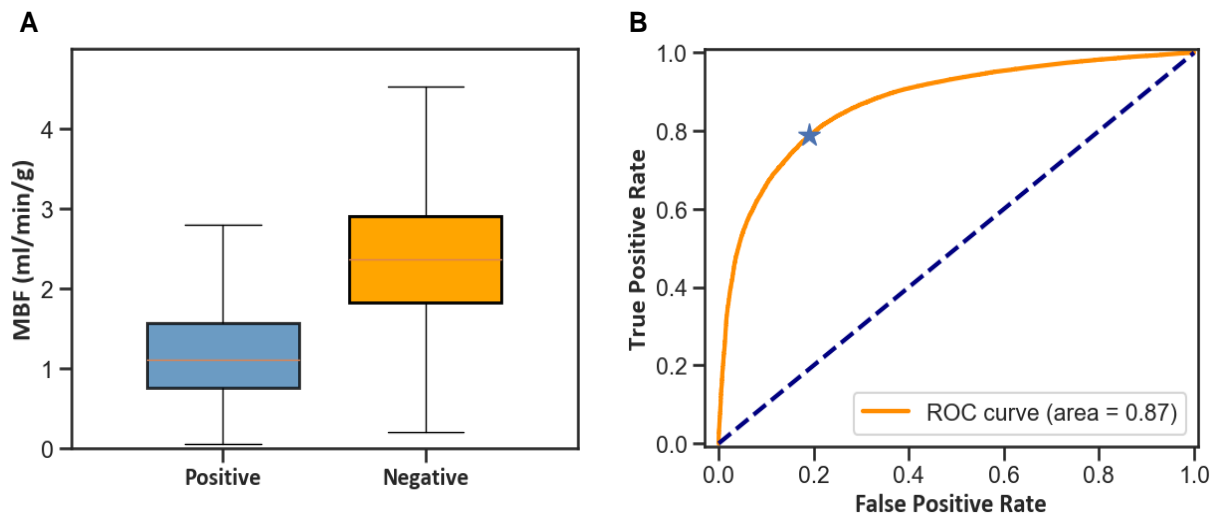 A
MBF (ml/min/g)
4
3
2
1
0
Positive Negative
B
True Positive Rate
1.0
0.8
0.6
0.4
0.2
0.0
ROC curve (area = 0.87)
0.0 0.2 0.4 0.6 0.8 1.0
False Positive Rate